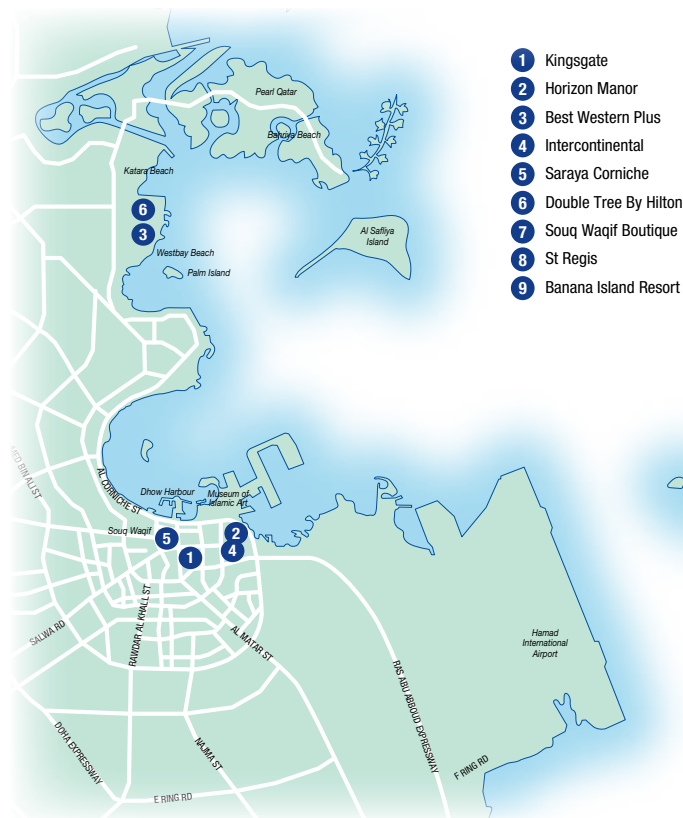 1 Kingsgate
2 Horizon Manor
3 Best Western Plus
4 Intercontinental
5 Saraya Corniche
6 Double Tree By Hilton
7 Souq Waqif Boutique
8 St Regis
9 Banana Island Resort
Pearl Qatar
Bahriya Beach
Katara Beach
6
3
Al Safliya
Island
Westbay Beach
Palm Island
AL CORNICHE ST
Dhow Harbour
Museum of
Islamic Art
Souq Waqif
5
2
4
1
SALWA RD
RAWDAR AL KHALL ST.
AL MATAR ST
RAS ABU ABBOUD EXPRESSWAY
Hamad
International
Airport
DOHA EXPRESSWAY
NAJMA ST
F RING RD
E RING RD